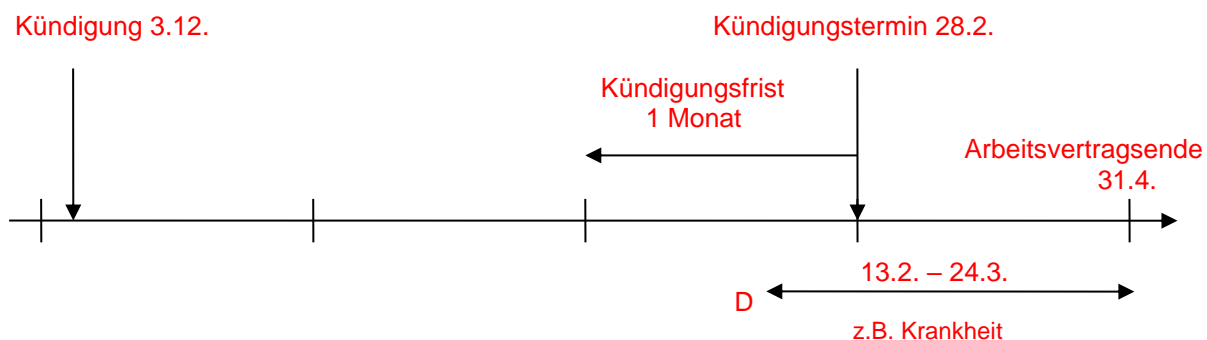 Kündigung 3.12.
Kündigungstermin 28.2.
Kündigungsfrist
1 Monat
Arbeitsvertragsende
31.4.
13.2. – 24.3.
D
z.B. Krankheit